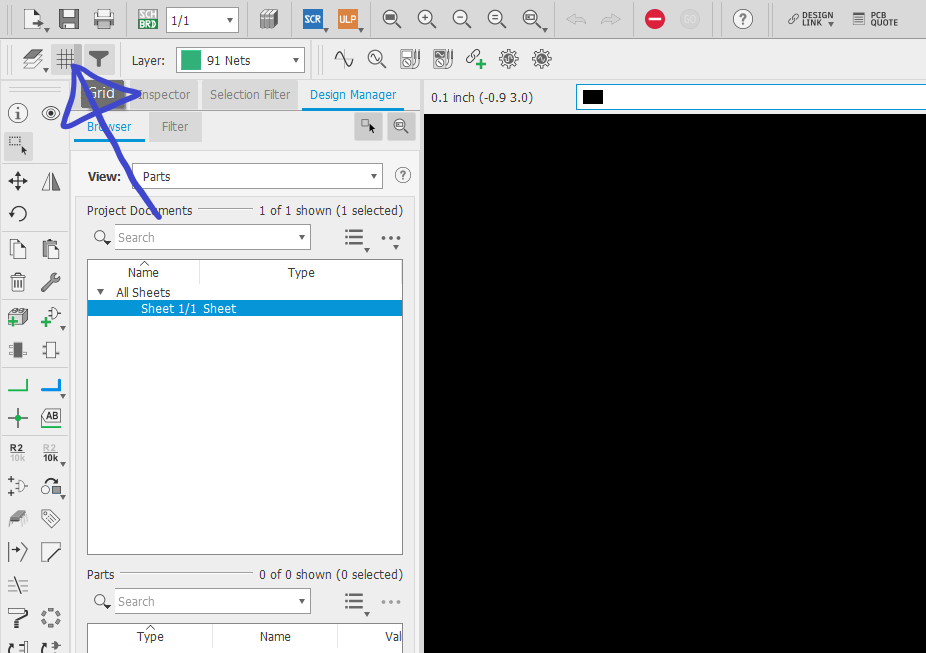 SCH
BRD
1/1
SCR
ULP
GO
DESIGN
LINK
PCB
QUOTE
Layer:
91 Nets
Grid
Inspector
Selection Filter
Design Manager
0.1 inch (-0.9 3.0)
Browser
Filter
View:
Parts
Project Documents
1 of 1 shown (1 selected)
Search
Name
Type
All Sheets
Sheet 1/1
Sheet
AB
R2
10k
R2
10k
Parts
0 of 0 shown (0 selected)
Search
Type
Name
Val